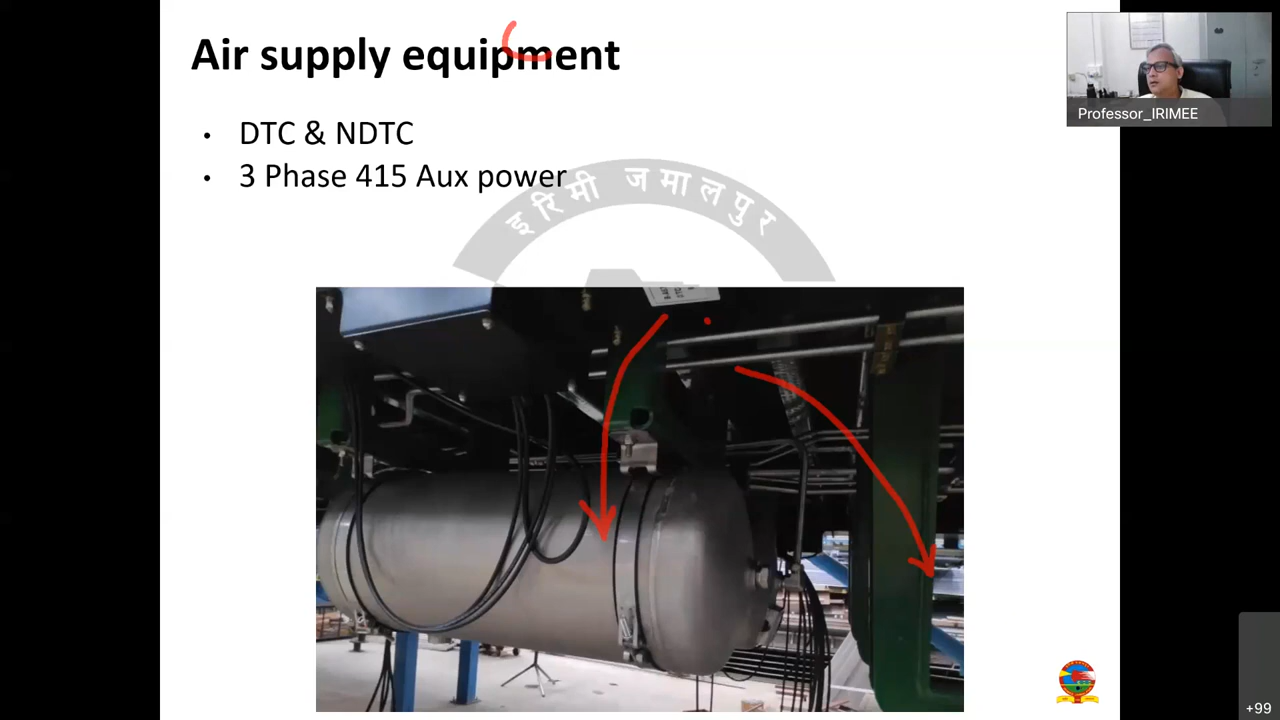 Air supply equipment
• DTC & NDTC
• 3 Phase 415 Aux power
इरिमी जमालपुर
Professor_IRIMEE
+99